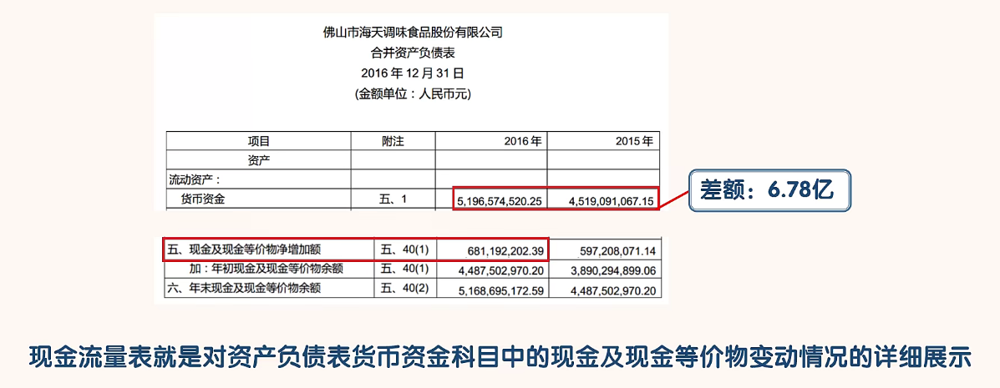 佛山市海天调味食品股份有限公司
合并资产负债表
2016 年 12 月 31 日
(金额单位：人民币元)
项目 附注 2016 年 2015 年
资产
流动资产：
货币资金 五、1 5,196,574,520.25 4,519,091,067.15
差额：6.78亿
五、现金及现金等价物净增加额 五、40(1) 681,192,202.39 597,208,071.14
加：年初现金及现金等价物余额 五、40(1) 4,487,502,970.20 3,890,294,899.06
六、年末现金及现金等价物余额 五、40(2) 5,168,695,172.59 4,487,502,970.20
现金流量表就是对资产负债表货币资金科目中的现金及现金等价物变动情况的详细展示